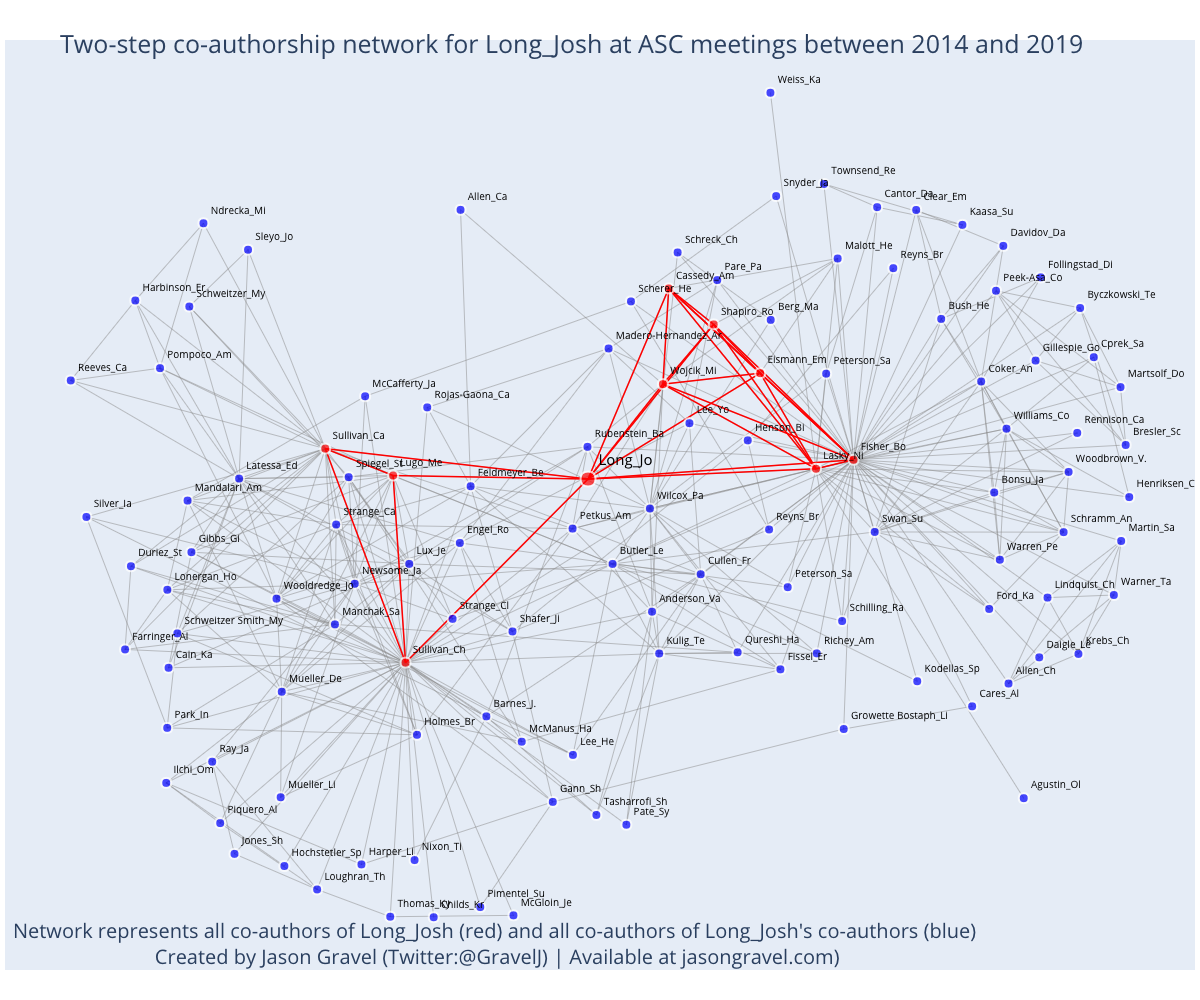 Two-step co-authorship network for Long_Josh at ASC meetings between 2014 and 2019
Weiss_Ka
Townsend_Re
Snyder_Ja
Cantor_Da
Clear_Em
Allen_Ca
Ndrecka_Mi
Kaasa_Su
Sleyo_Jo
Davidov_Da
Schreck_Ch
Malott_He
Reyns_Br
Pare_Pa
Follingstad_Di
Cassedy_Am
Peek-Asa_Co
Harbinson_Er
Schweitzer_My
Scherer_He
Byczkowski_Te
Shapiro_Ro
Berg_Ma
Bush_He
Madero-Hernandez_Ar
Gillespie_Go
Cprek_Sa
Pompoco_Am
Eismann_Em
Peterson_Sa
Reeves_Ca
Wojcik_Mi
Coker_An
Martsolf_Do
McCafferty_Ja
Rojas-Gaona_Ca
Lee_Yo
Williams_Co
Rennison_Ca
Henson_Bi
Rubenstein_Ba
Bresler_Sc
Sullivan_Ca
Fisher_Bo
Long_Jo
Lasky_Ni
Woodbrown_V.
Latessa_Ed
Spiegel_St
Lugo_Me
Feldmeyer_Be
Bonsu_Ja
Henriksen_C
Mandalari_Am
Wilcox_Pa
Silver_Ia
Strange_Ca
Petkus_Am
Engel_Ro
Reyns_Br
Swan_Su
Schramm_An
Martin_Sa
Gibbs_Gl
Duriez_St
Lux_Je
Butler_Le
Cullen_Fr
Warren_Pe
Newsome_Ja
Lonergan_Ho
Wooldredge_Jo
Peterson_Sa
Lindquist_Ch
Warner_Ta
Strange_Cl
Anderson_Va
Ford_Ka
Manchak_Sa
Shafer_Ji
Schilling_Ra
Schweitzer Smith_My
Farringer_Al
Sullivan_Ch
Kulig_Te
Qureshi_Ha
Richey_Am
Daigle_Le
Krebs_Ch
Cain_Ka
Fissel_Er
Kodellas_Sp
Allen_Ch
Mueller_De
Cares_Al
Barnes_J.
Park_In
Holmes_Br
McManus_Ha
Growette Bostaph_Li
Lee_He
Ray_Ja
Ilchi_Om
Mueller_Li
Gann_Sh
Agustin_Ol
Tasharrofi_Sh
Pate_Sy
Piquero_Al
Jones_Sh
Hochstetler_Sp
Harper_Li
Nixon_Ti
Loughran_Th
Pimentel_Su
Thomas_Ky
Childs_Kr
McGloin_Je
Network represents all co-authors of Long_Josh (red) and all co-authors of Long_Josh's co-authors (blue)
Created by Jason Gravel (Twitter:@GravelJ) | Available at jasongravel.com)